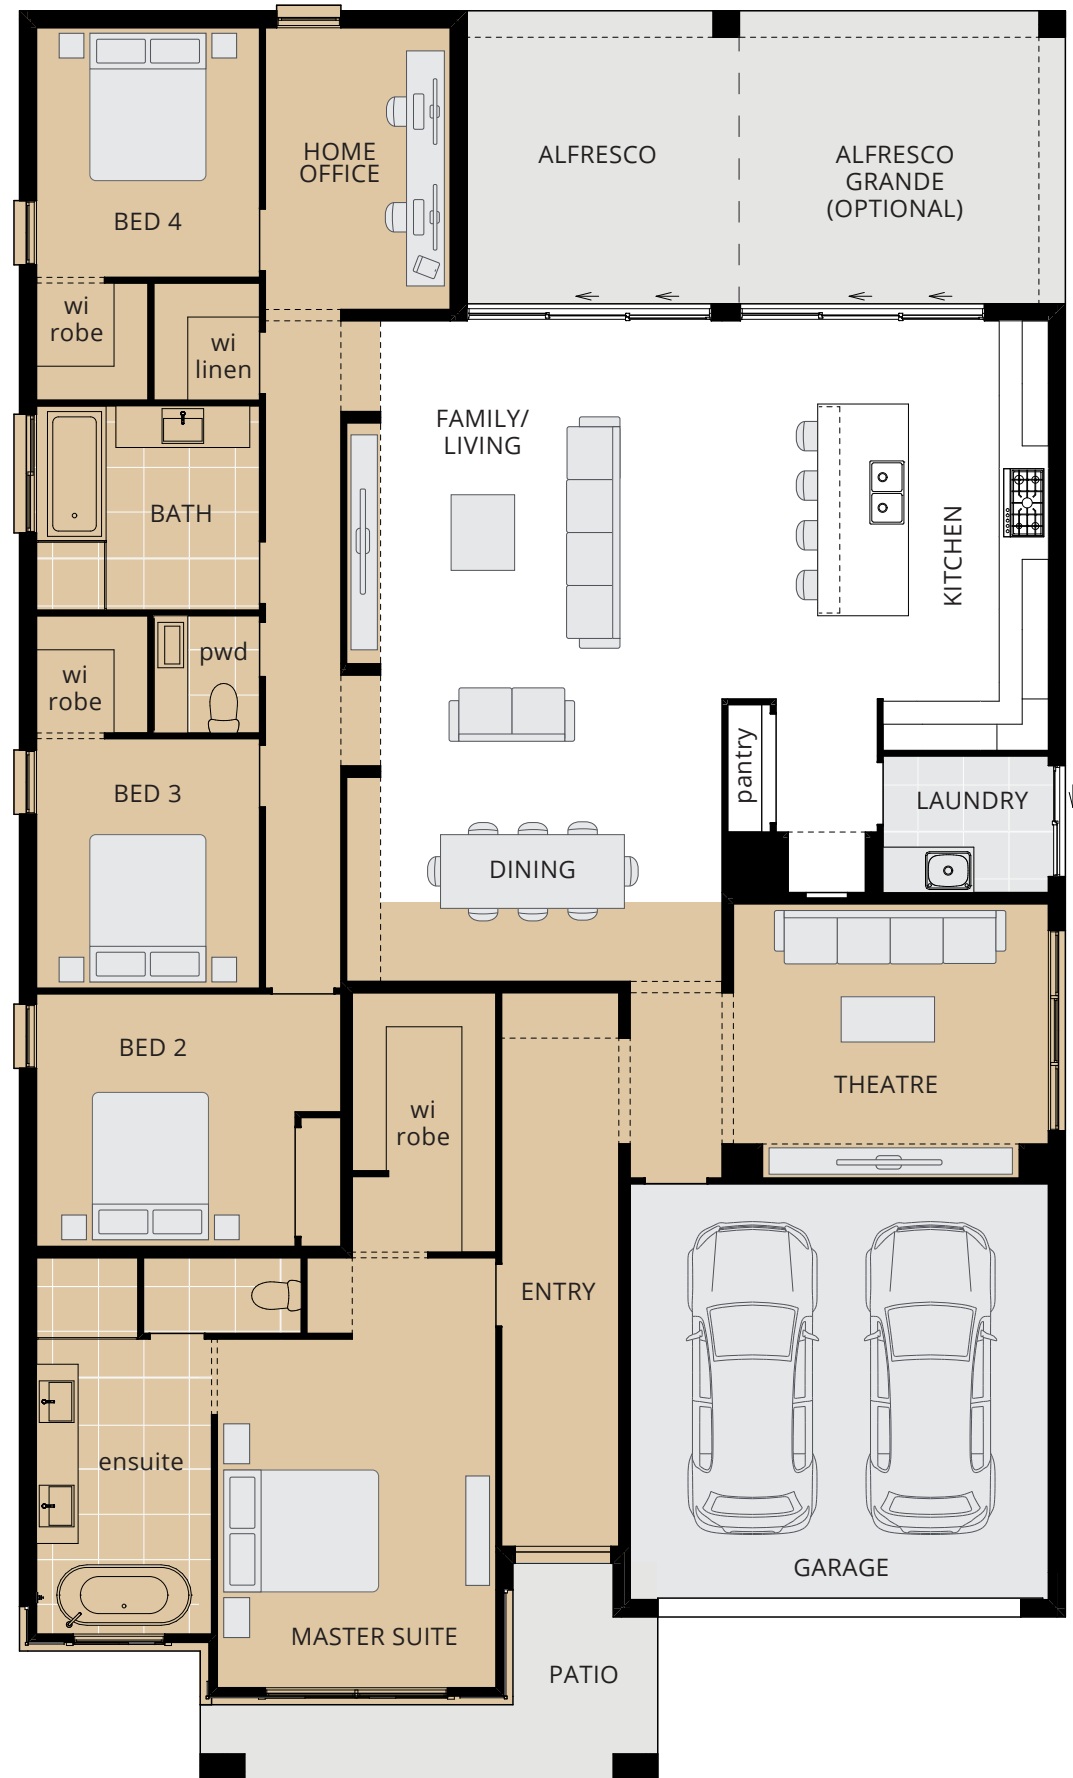 HOME
OFFICE
ALFRESCO
ALFRESCO
GRANDE
(OPTIONAL)
BED 4
wi
robe
wi
linen
FAMILY/
LIVING
BATH
KITCHEN
pwd
wi
robe
pantry
BED 3
LAUNDRY
DINING
BED 2
THEATRE
wi
robe
ENTRY
ensuite
GARAGE
MASTER SUITE
PATIO